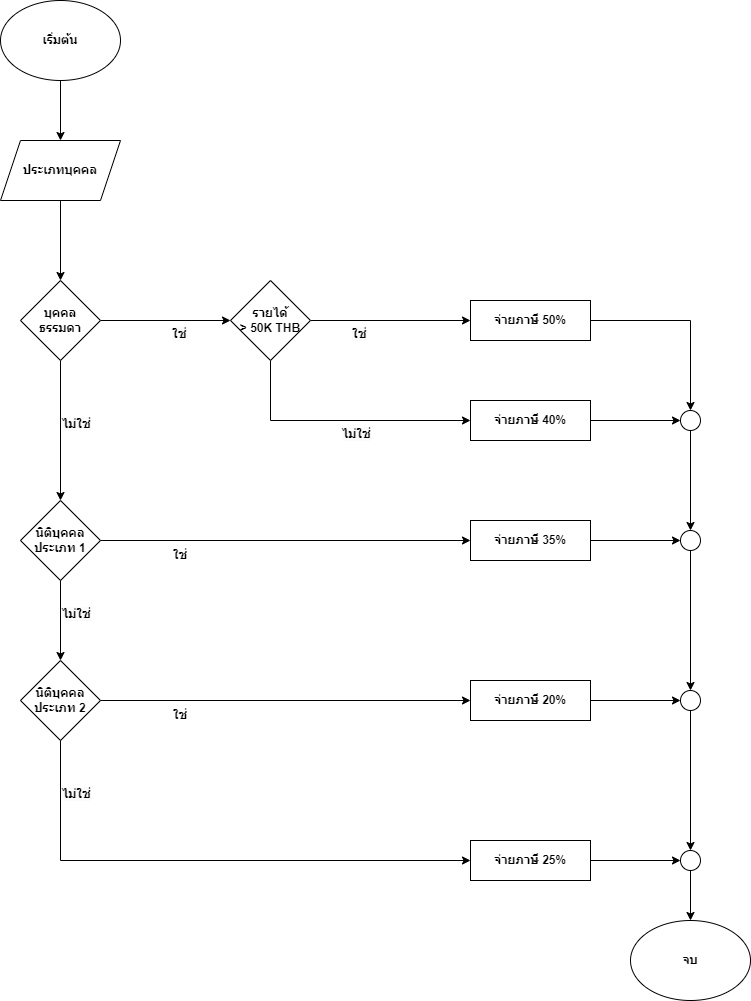 เริ่มต้น
ประเภทบุคคล
บุคคล
ธรรมดา
ใช่
รายได้
> 50K THB
ใช่
จ่ายภาษี 50%
ไม่ใช่
ไม่ใช่
จ่ายภาษี 40%
นิติบุคคล
ประเภท 1
ใช่
จ่ายภาษี 35%
ไม่ใช่
นิติบุคคล
ประเภท 2
ใช่
จ่ายภาษี 20%
ไม่ใช่
จ่ายภาษี 25%
จบ